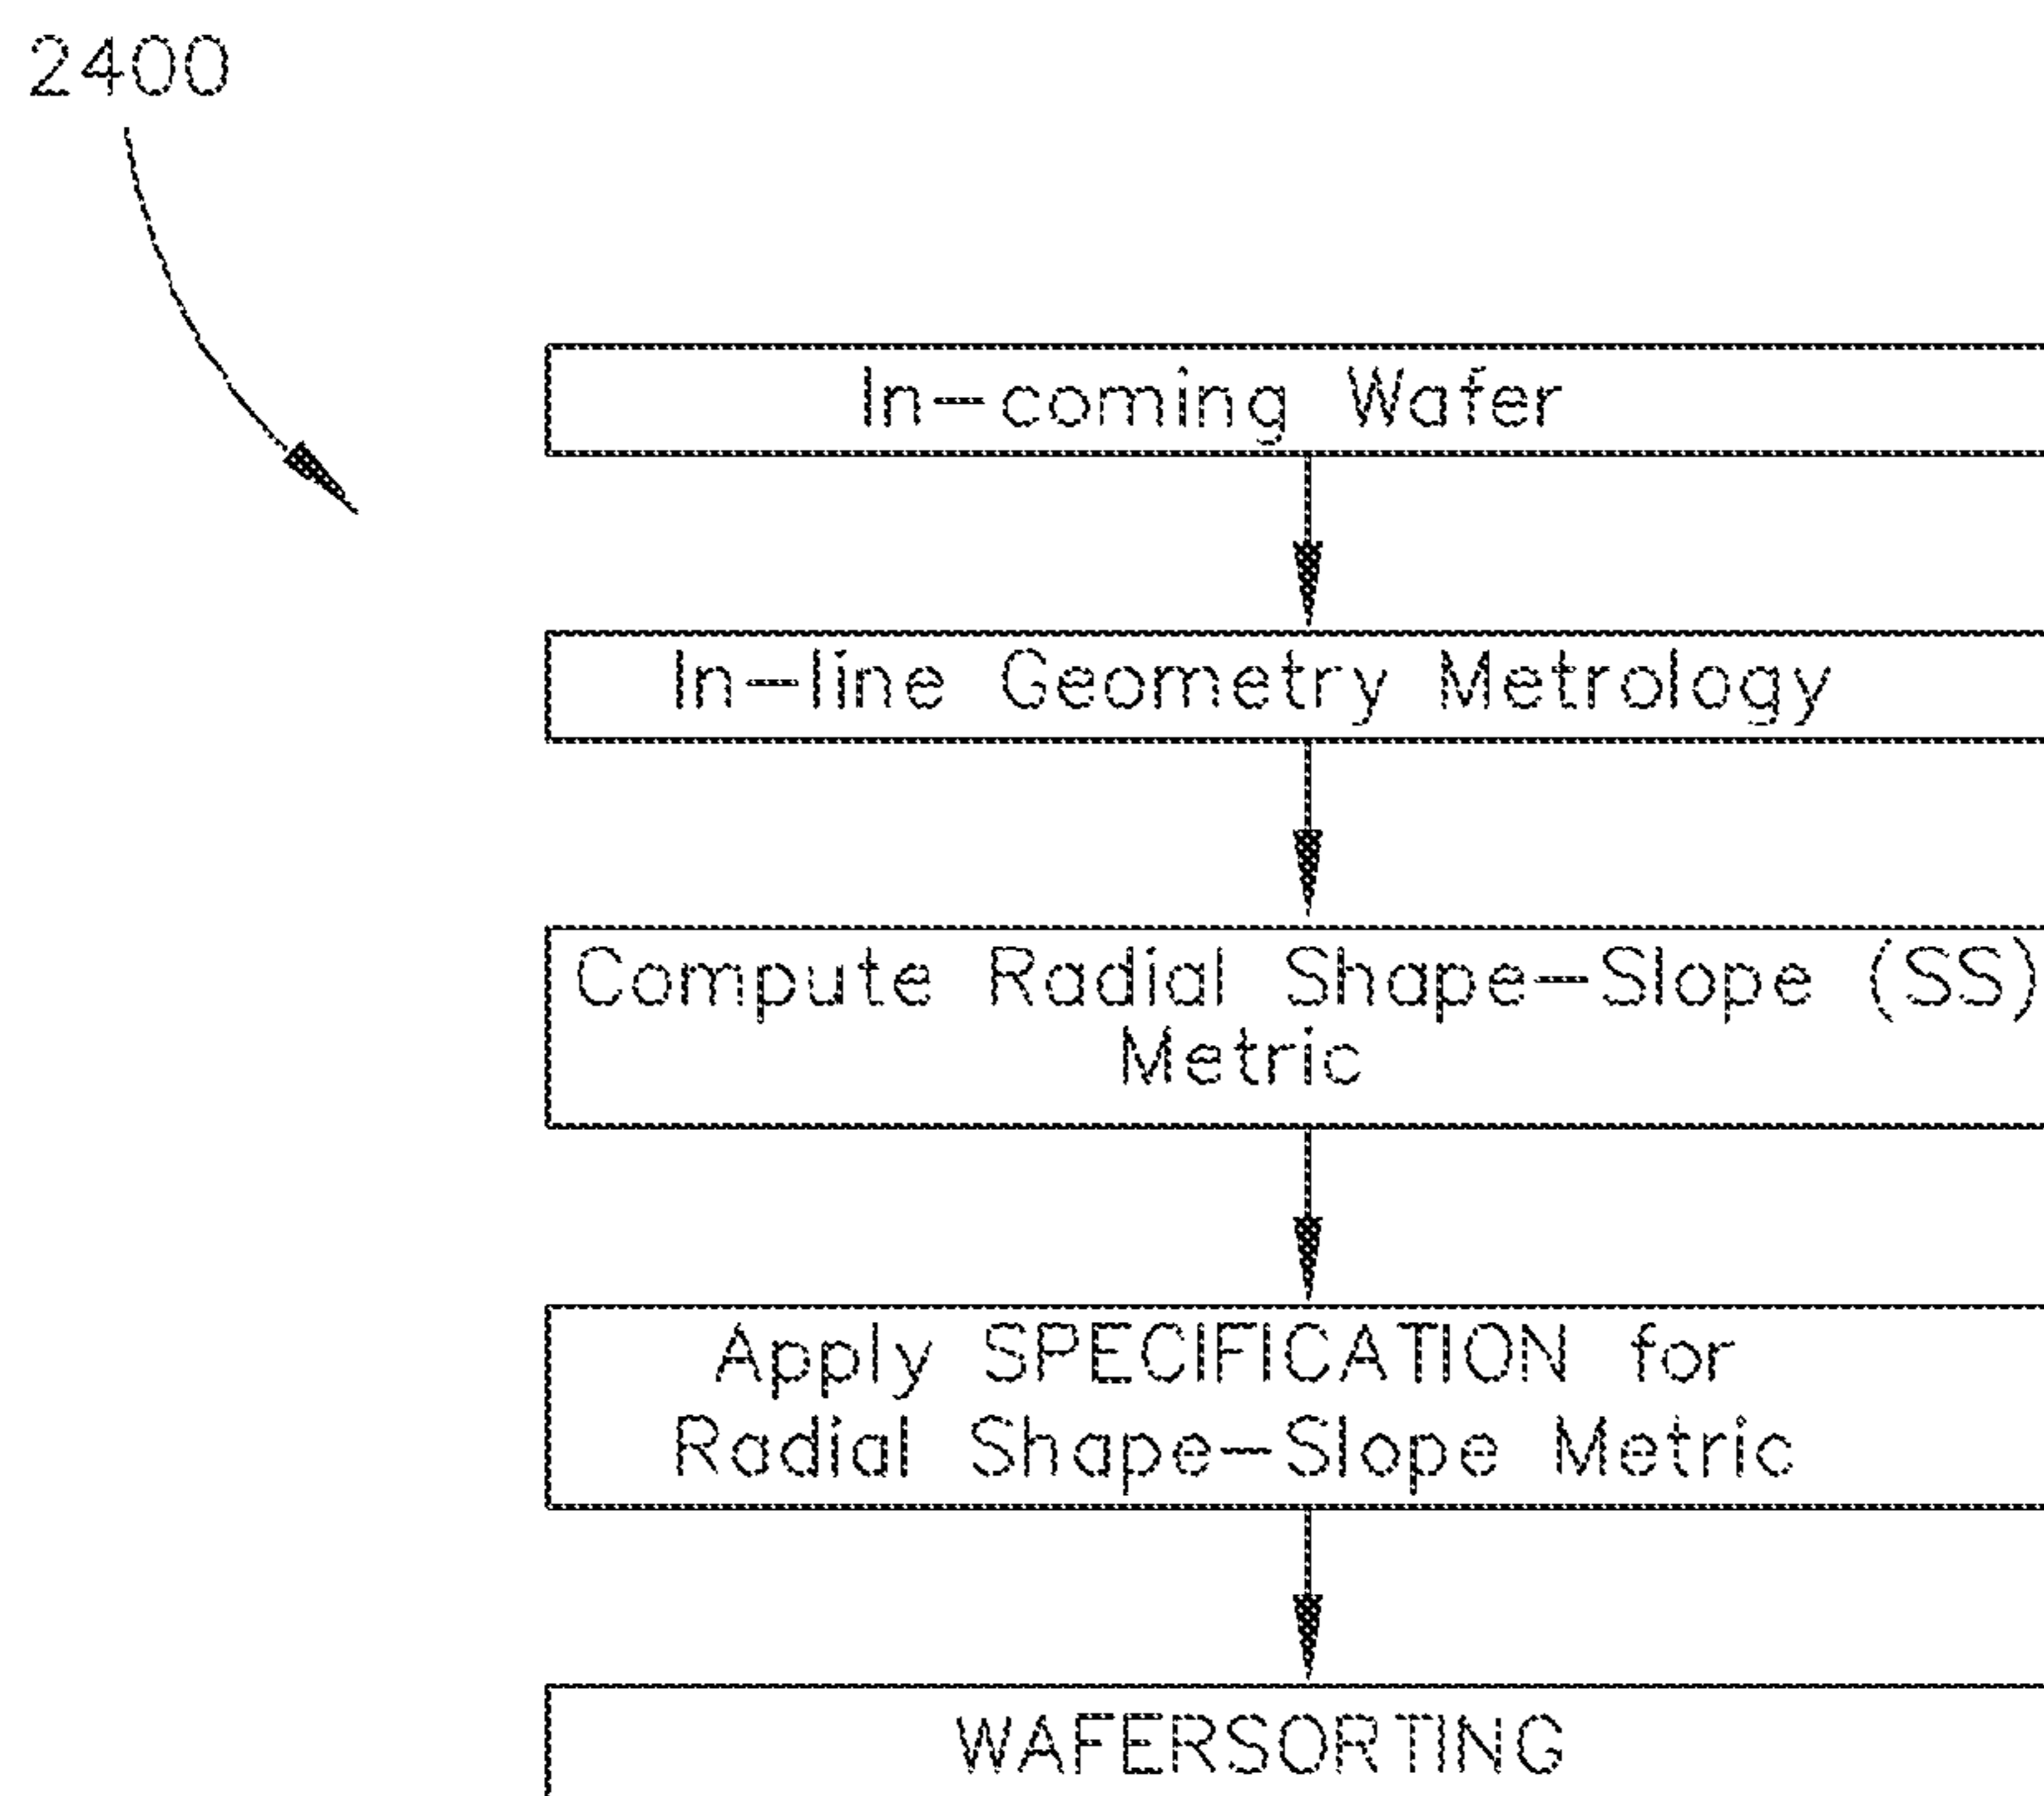 2400
In-coming Wafer
In-line Geometry Metrology
Compute Radial Shape-Slope (SS)
Metric
Apply SPECIFICATION for
Radial Shape-Slope Metric
WAFERSORTING